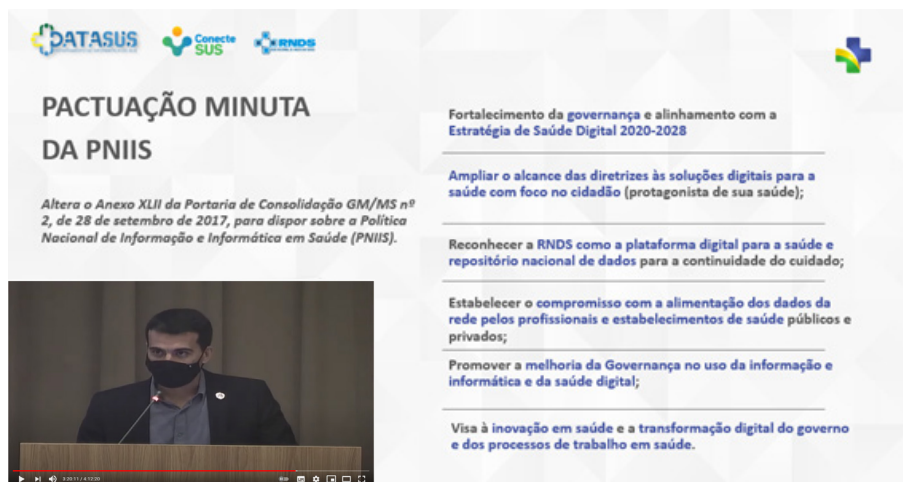 DATASUS
Conecte
SUS
RNDS
PACTUAÇÃO MINUTA
DA PNIIS
Altera o Anexo XLII da Portaria de Consolidação GM/MS nº
2, de 28 de setembro de 2017, para dispor sobre a Política
Nacional de Informação e Informática em Saúde (PNIIS).
Fortalecimento da governança e alinhamento com a
Estratégia de Saúde Digital 2020-2028
Ampliar o alcance das diretrizes às soluções digitais para a
saúde com foco no cidadão (protagonista de sua saúde);
Reconhecer a RNDS como a plataforma digital para a saúde e
repositório nacional de dados para a continuidade do cuidado;
Estabelecer o compromisso com a alimentação dos dados da
rede pelos profissionais e estabelecimentos de saúde públicos e
privados;
Promover a melhoria da Governança no uso da informação e
informática e da saúde digital;
Visa à inovação em saúde e a transformação digital do governo
e dos processos de trabalho em saúde.
3:20:11 / 4:12:20